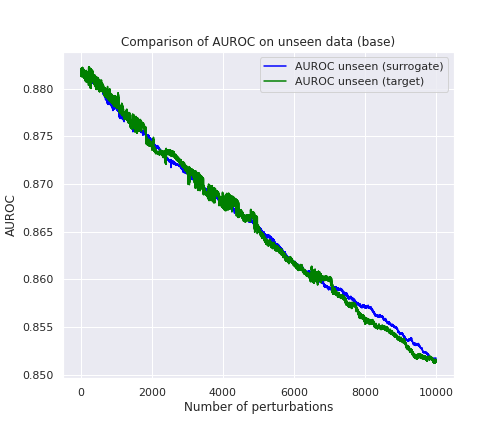 Comparison of AUROC on unseen data (base)
AUROC unseen (surrogate)
AUROC unseen (target)
0.880
0.875
0.870
0.865
0.860
0.855
0.850
AUROC
0 2000 4000 6000 8000 10000
Number of perturbations